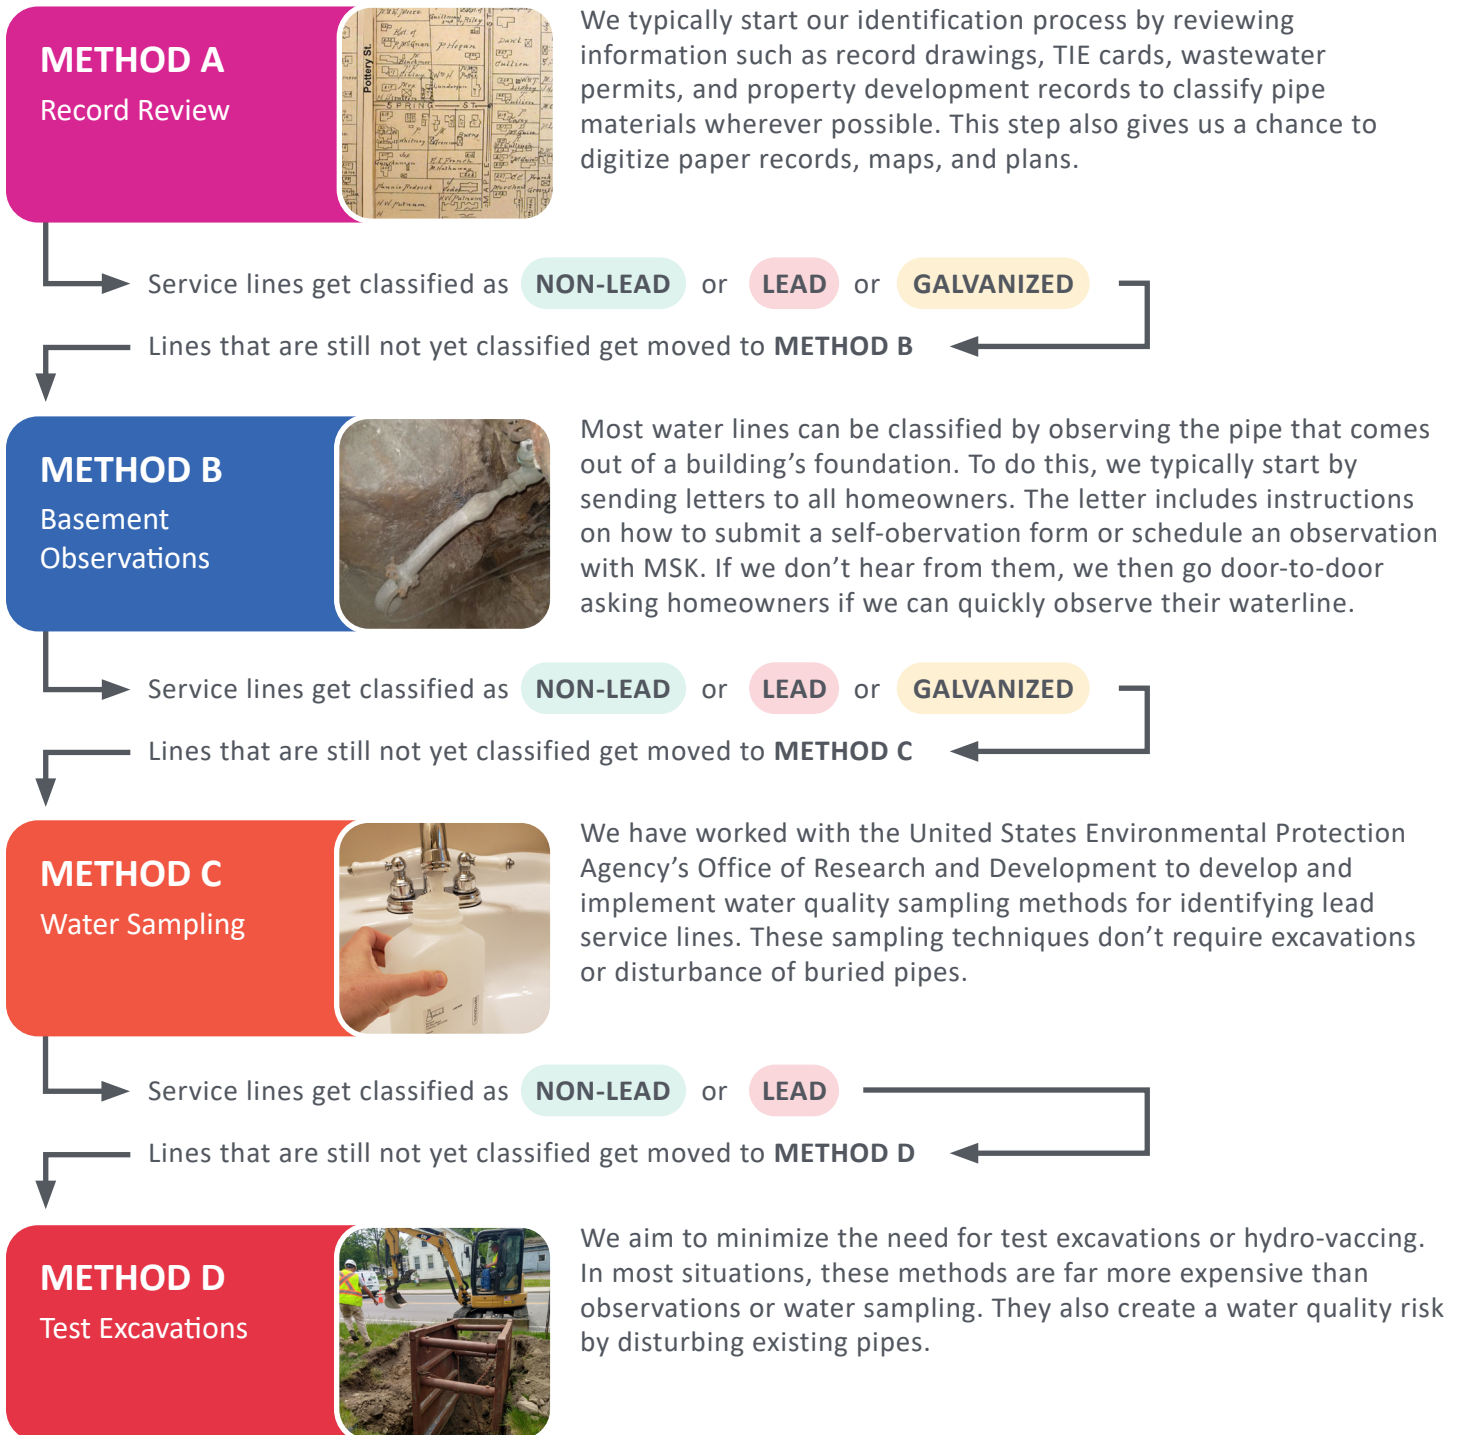 METHOD A
Record Review
Pottery St.
SPRING ST.
MAPLE ST
P. Hogan
We typically start our identification process by reviewing
information such as record drawings, TIE cards, wastewater
permits, and property development records to classify pipe
materials wherever possible. This step also gives us a chance to
digitize paper records, maps, and plans.
Service lines get classified as NON-LEAD or LEAD or GALVANIZED
Lines that are still not yet classified get moved to METHOD B
METHOD B
Basement
Observations
Most water lines can be classified by observing the pipe that comes
out of a building’s foundation. To do this, we typically start by
sending letters to all homeowners. The letter includes instructions
on how to submit a self-obervation form or schedule an observation
with MSK. If we don’t hear from them, we then go door-to-door
asking homeowners if we can quickly observe their waterline.
Service lines get classified as NON-LEAD or LEAD or GALVANIZED
Lines that are still not yet classified get moved to METHOD C
METHOD C
Water Sampling
We have worked with the United States Environmental Protection
Agency’s Office of Research and Development to develop and
implement water quality sampling methods for identifying lead
service lines. These sampling techniques don’t require excavations
or disturbance of buried pipes.
Service lines get classified as NON-LEAD or LEAD
Lines that are still not yet classified get moved to METHOD D
METHOD D
Test Excavations
We aim to minimize the need for test excavations or hydro-vaccing.
In most situations, these methods are far more expensive than
observations or water sampling. They also create a water quality risk
by disturbing existing pipes.